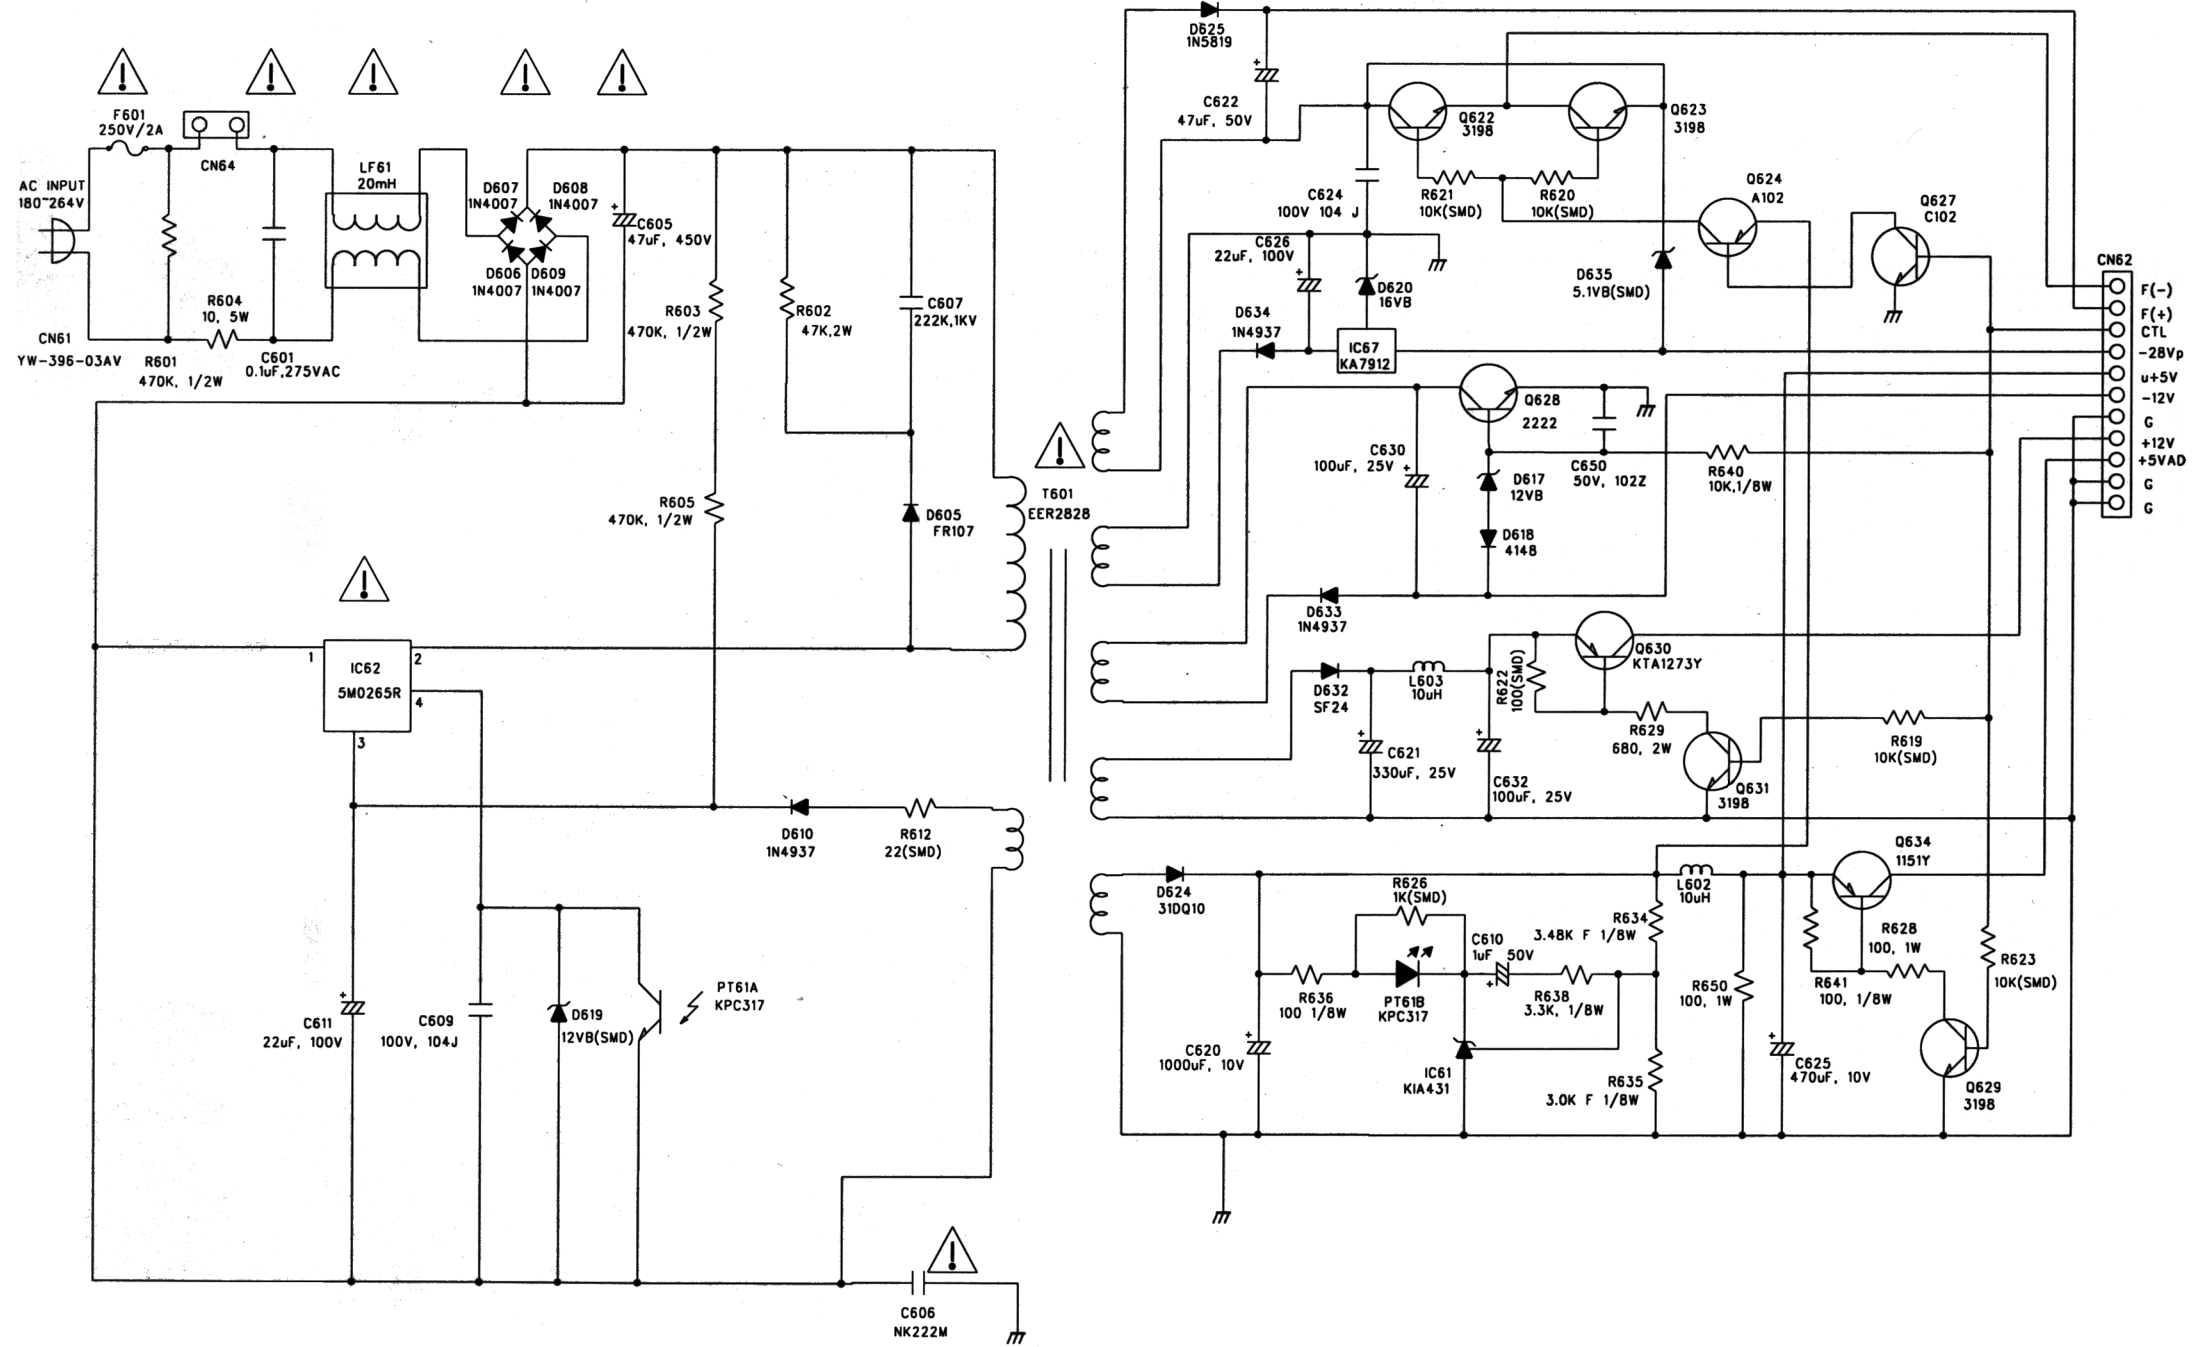 F601
250V/2A
CN64
AC INPUT
180~264V
CN61
YW-396-03AV
R601
470K, 1/2W
R604
10, 5W
C601
0.1uF,275VAC
LF61
20mH
D607
1N4007
D608
1N4007
D606
1N4007
D609
1N4007
+
C605
47uF, 450V
R603
470K, 1/2W
R602
47K,2W
C607
222K,1KV
R605
470K, 1/2W
D605
FR107
T601
EER2828
IC62
5M0265R
1
2
3
4
D610
1N4937
R612
22(SMD)
+
C611
22uF, 100V
C609
100V, 104J
D619
12VB(SMD)
PT61A
KPC317
C606
NK222M
D625
1N5819
+
C622
47uF, 50V
Q622
3198
Q623
3198
C624
100V 104 J
R621
10K(SMD)
R620
10K(SMD)
Q624
A102
Q627
C102
C626
22uF, 100V
+
D620
16VB
D635
5.1VB(SMD)
D634
1N4937
IC67
KA7912
CN62
F(-)
F(+)
CTL
-28Vp
u+5V
-12V
G
+12V
+5VAD
G
G
Q628
2222
C630
100uF, 25V
+
D617
12VB
C650
50V, 102Z
R640
10K,1/8W
D618
4148
D633
1N4937
D632
SF24
L603
10uH
R622
100(SMD)
Q630
KTA1273Y
R629
680, 2W
R619
10K(SMD)
Q631
3198
+
C621
330uF, 25V
+
C632
100uF, 25V
D624
31DQ10
R626
1K(SMD)
C610
1uF 50V
+
R634
3.48K F 1/8W
L602
10uH
Q634
1151Y
R636
100 1/8W
PT61B
KPC317
R638
3.3K, 1/8W
R650
100, 1W
R641
100, 1/8W
R628
100, 1W
R623
10K(SMD)
+
C620
1000uF, 10V
IC61
KIA431
R635
3.0K F 1/8W
+
C625
470uF, 10V
Q629
3198